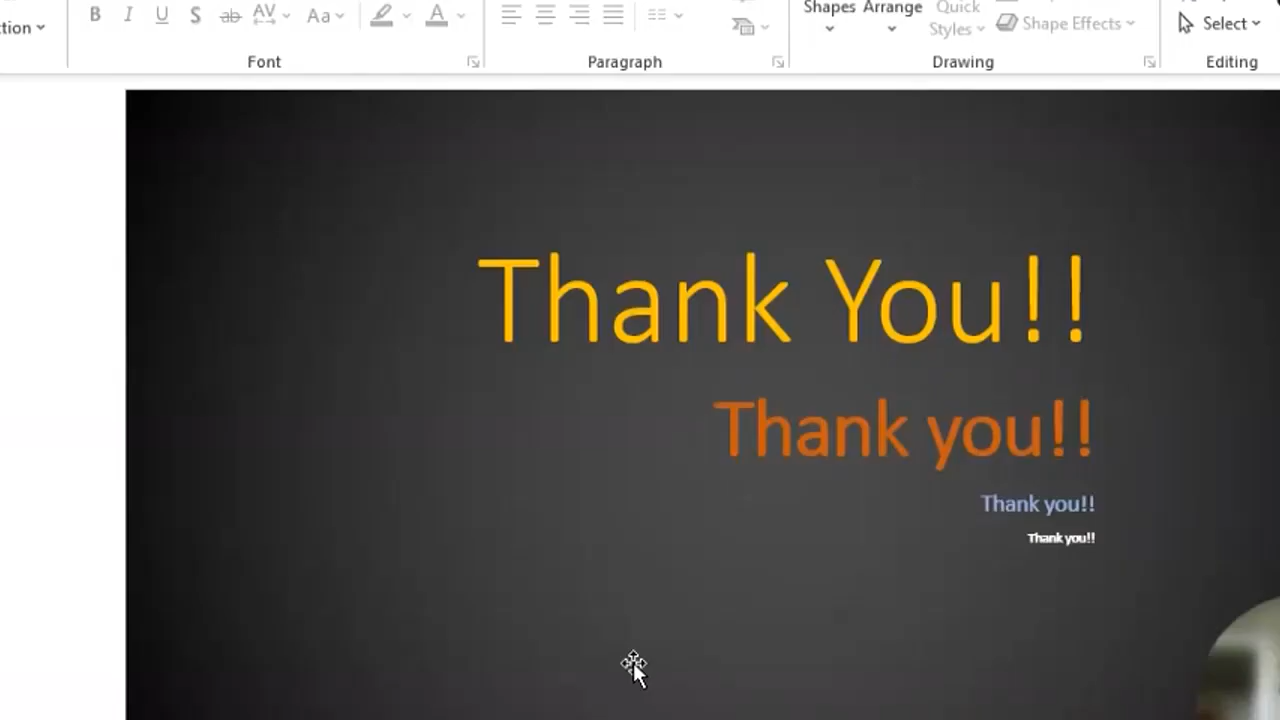 Shapes Arrange Quick
tion B I U S ab AV Aa A Styles Shape Effects Select
Font Paragraph Drawing Editing
Thank You!!
Thank you!!
Thank you!!
Thank you!!